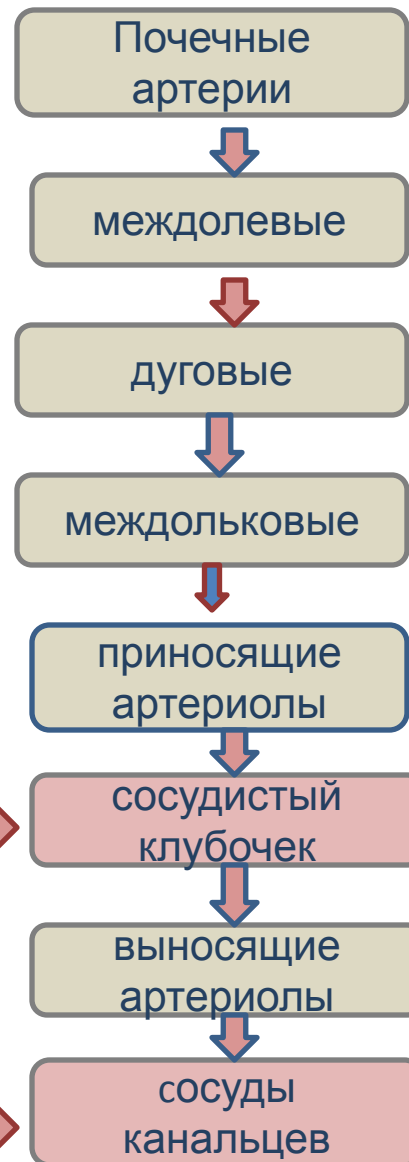 Почечные
артерии
междолевые
дуговые
междольковые
приносящие
артериолы
сосудистый
клубочек
выносящие
артериолы
сосуды
канальцев